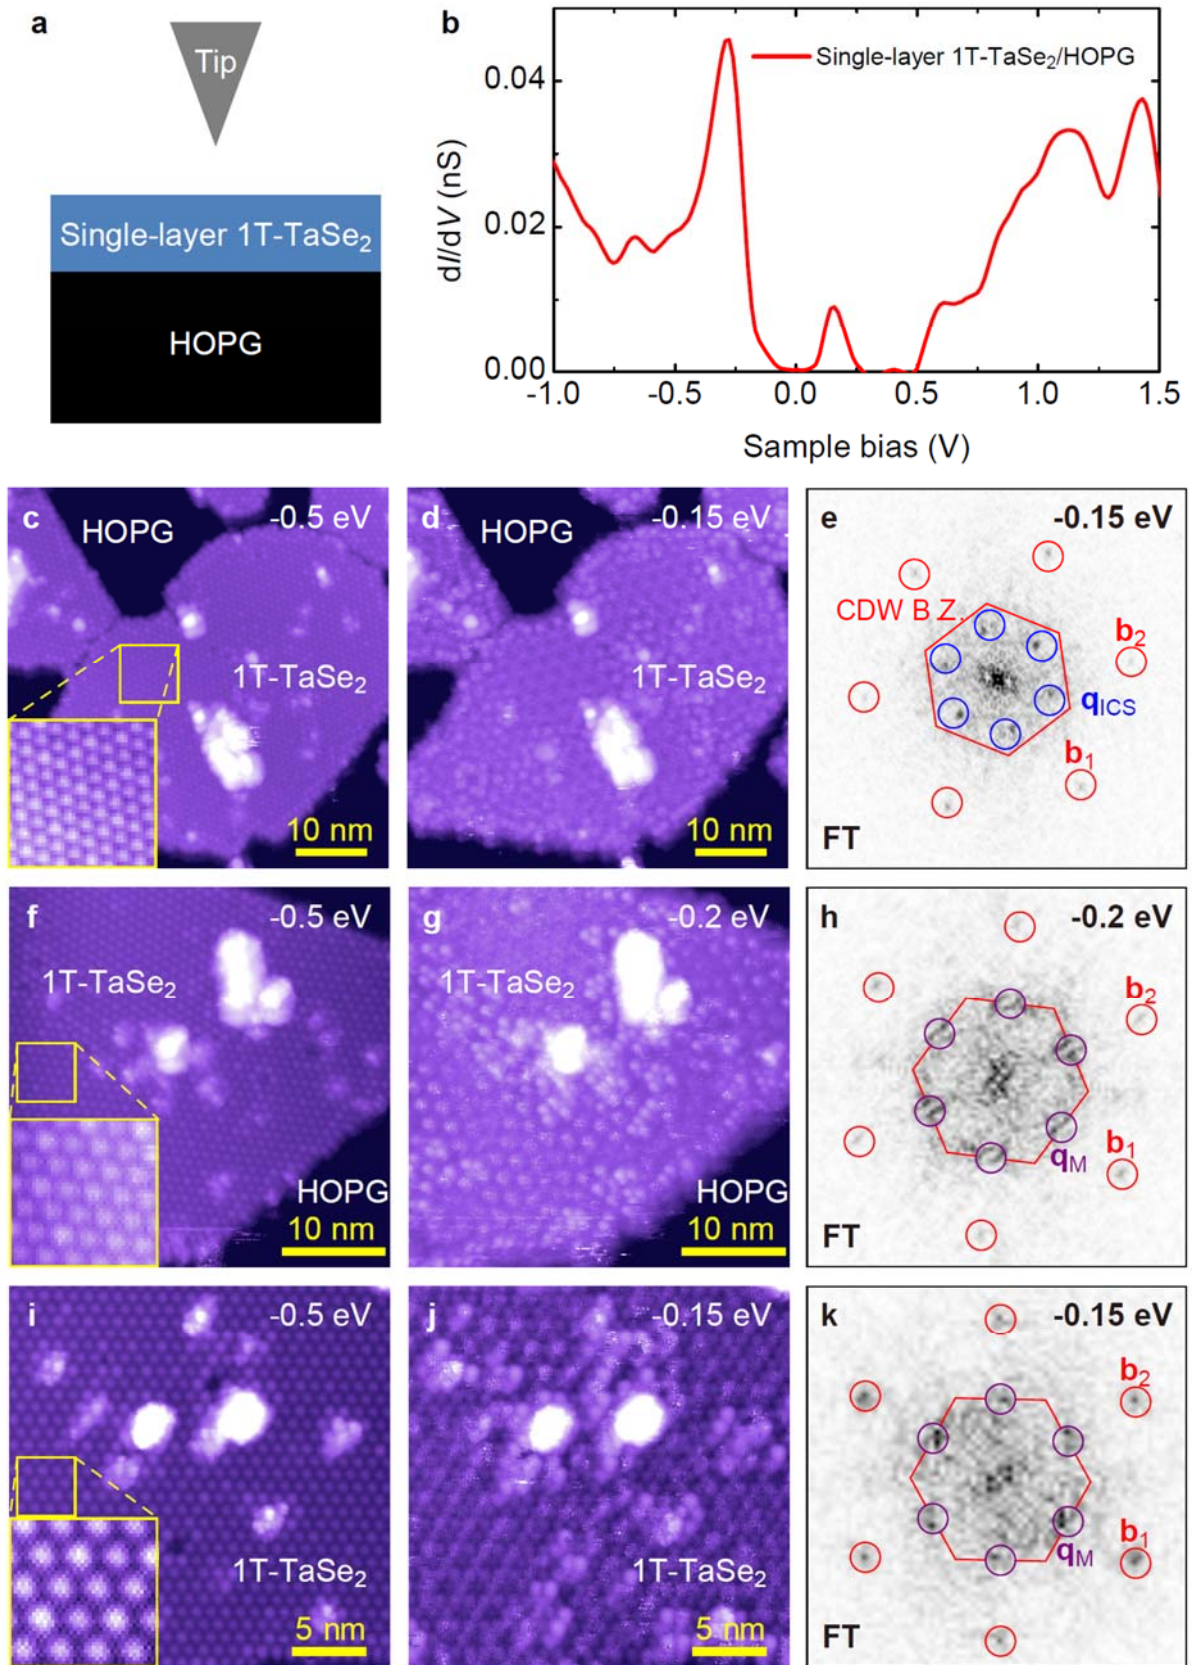 a
Tip
Single-layer 1T-TaSe₂
HOPG
b
Single-layer 1T-TaSe₂/HOPG
dI/dV (nS)
0.04
0.02
0.00
-1.0 -0.5 0.0 0.5 1.0 1.5
Sample bias (V)
c
HOPG
-0.5 eV
1T-TaSe₂
10 nm
d
HOPG
-0.15 eV
1T-TaSe₂
10 nm
e
-0.15 eV
CDW B.Z.
b₂
qICS
b₁
FT
f
-0.5 eV
1T-TaSe₂
HOPG
10 nm
g
-0.2 eV
1T-TaSe₂
HOPG
10 nm
h
-0.2 eV
b₂
b₁
qM
FT
i
-0.5 eV
1T-TaSe₂
5 nm
j
-0.15 eV
1T-TaSe₂
5 nm
k
-0.15 eV
b₂
b₁
qM
FT